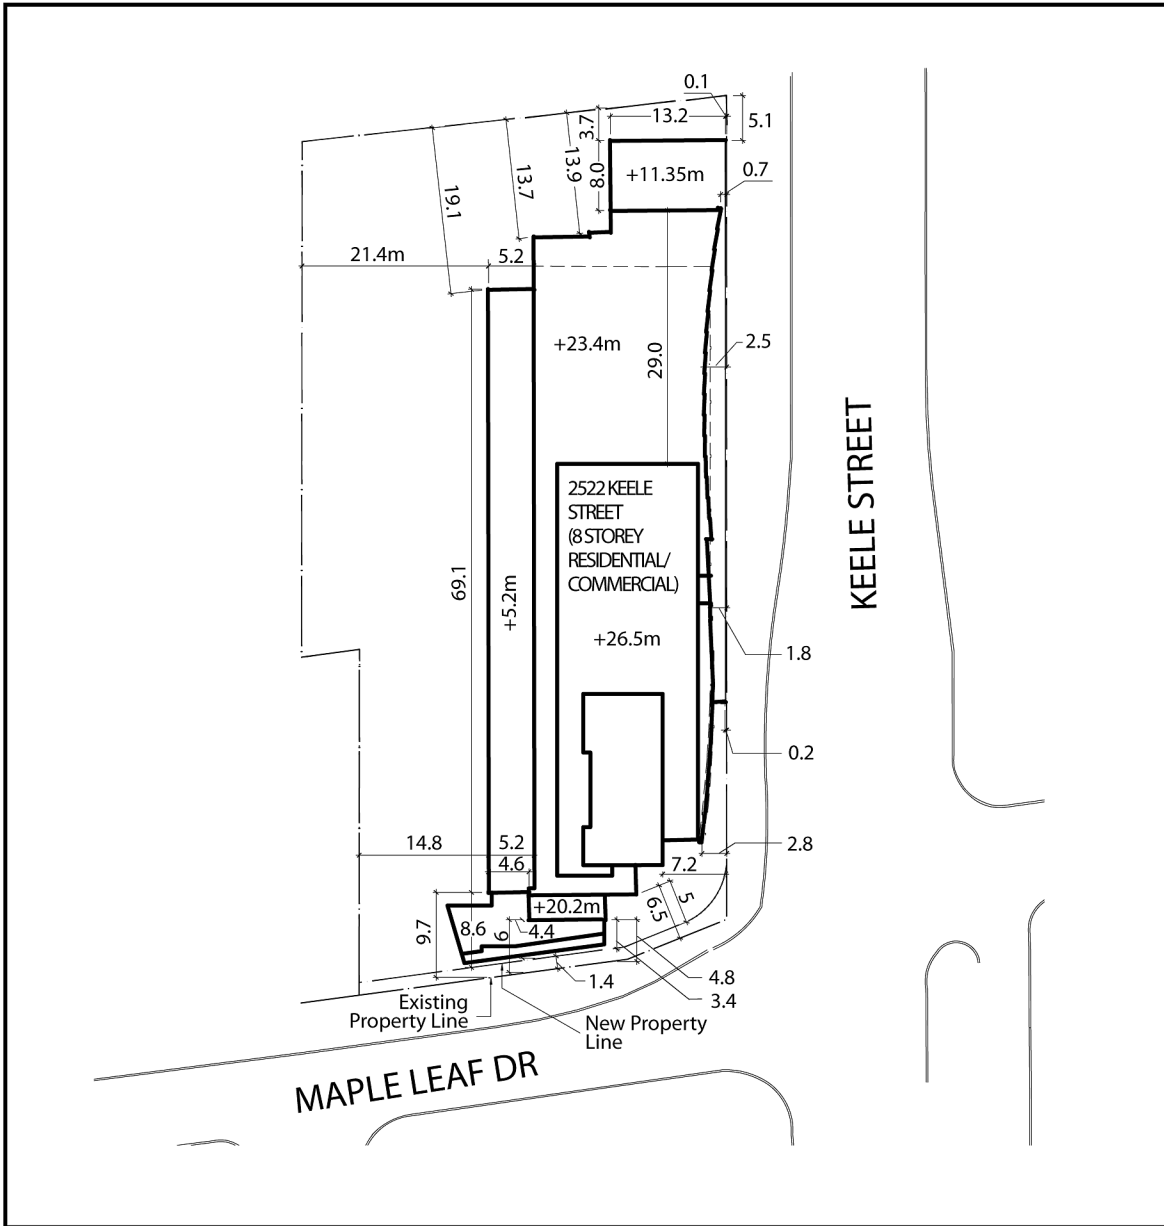 0.1
13.2
3.7
5.1
13.9
8.0
+11.35m
0.7
13.7
19.1
21.4m
5.2
+23.4m
29.0
2.5
KEELE STREET
2522 KEELE
STREET
(8 STOREY
RESIDENTIAL/
COMMERCIAL)
69.1
+5.2m
+26.5m
1.8
0.2
14.8
5.2
2.8
4.6
7.2
+20.2m
5
6.5
9.7
8.6
9
4.4
1.4
4.8
3.4
Existing
Property Line
New Property
Line
MAPLE LEAF DR